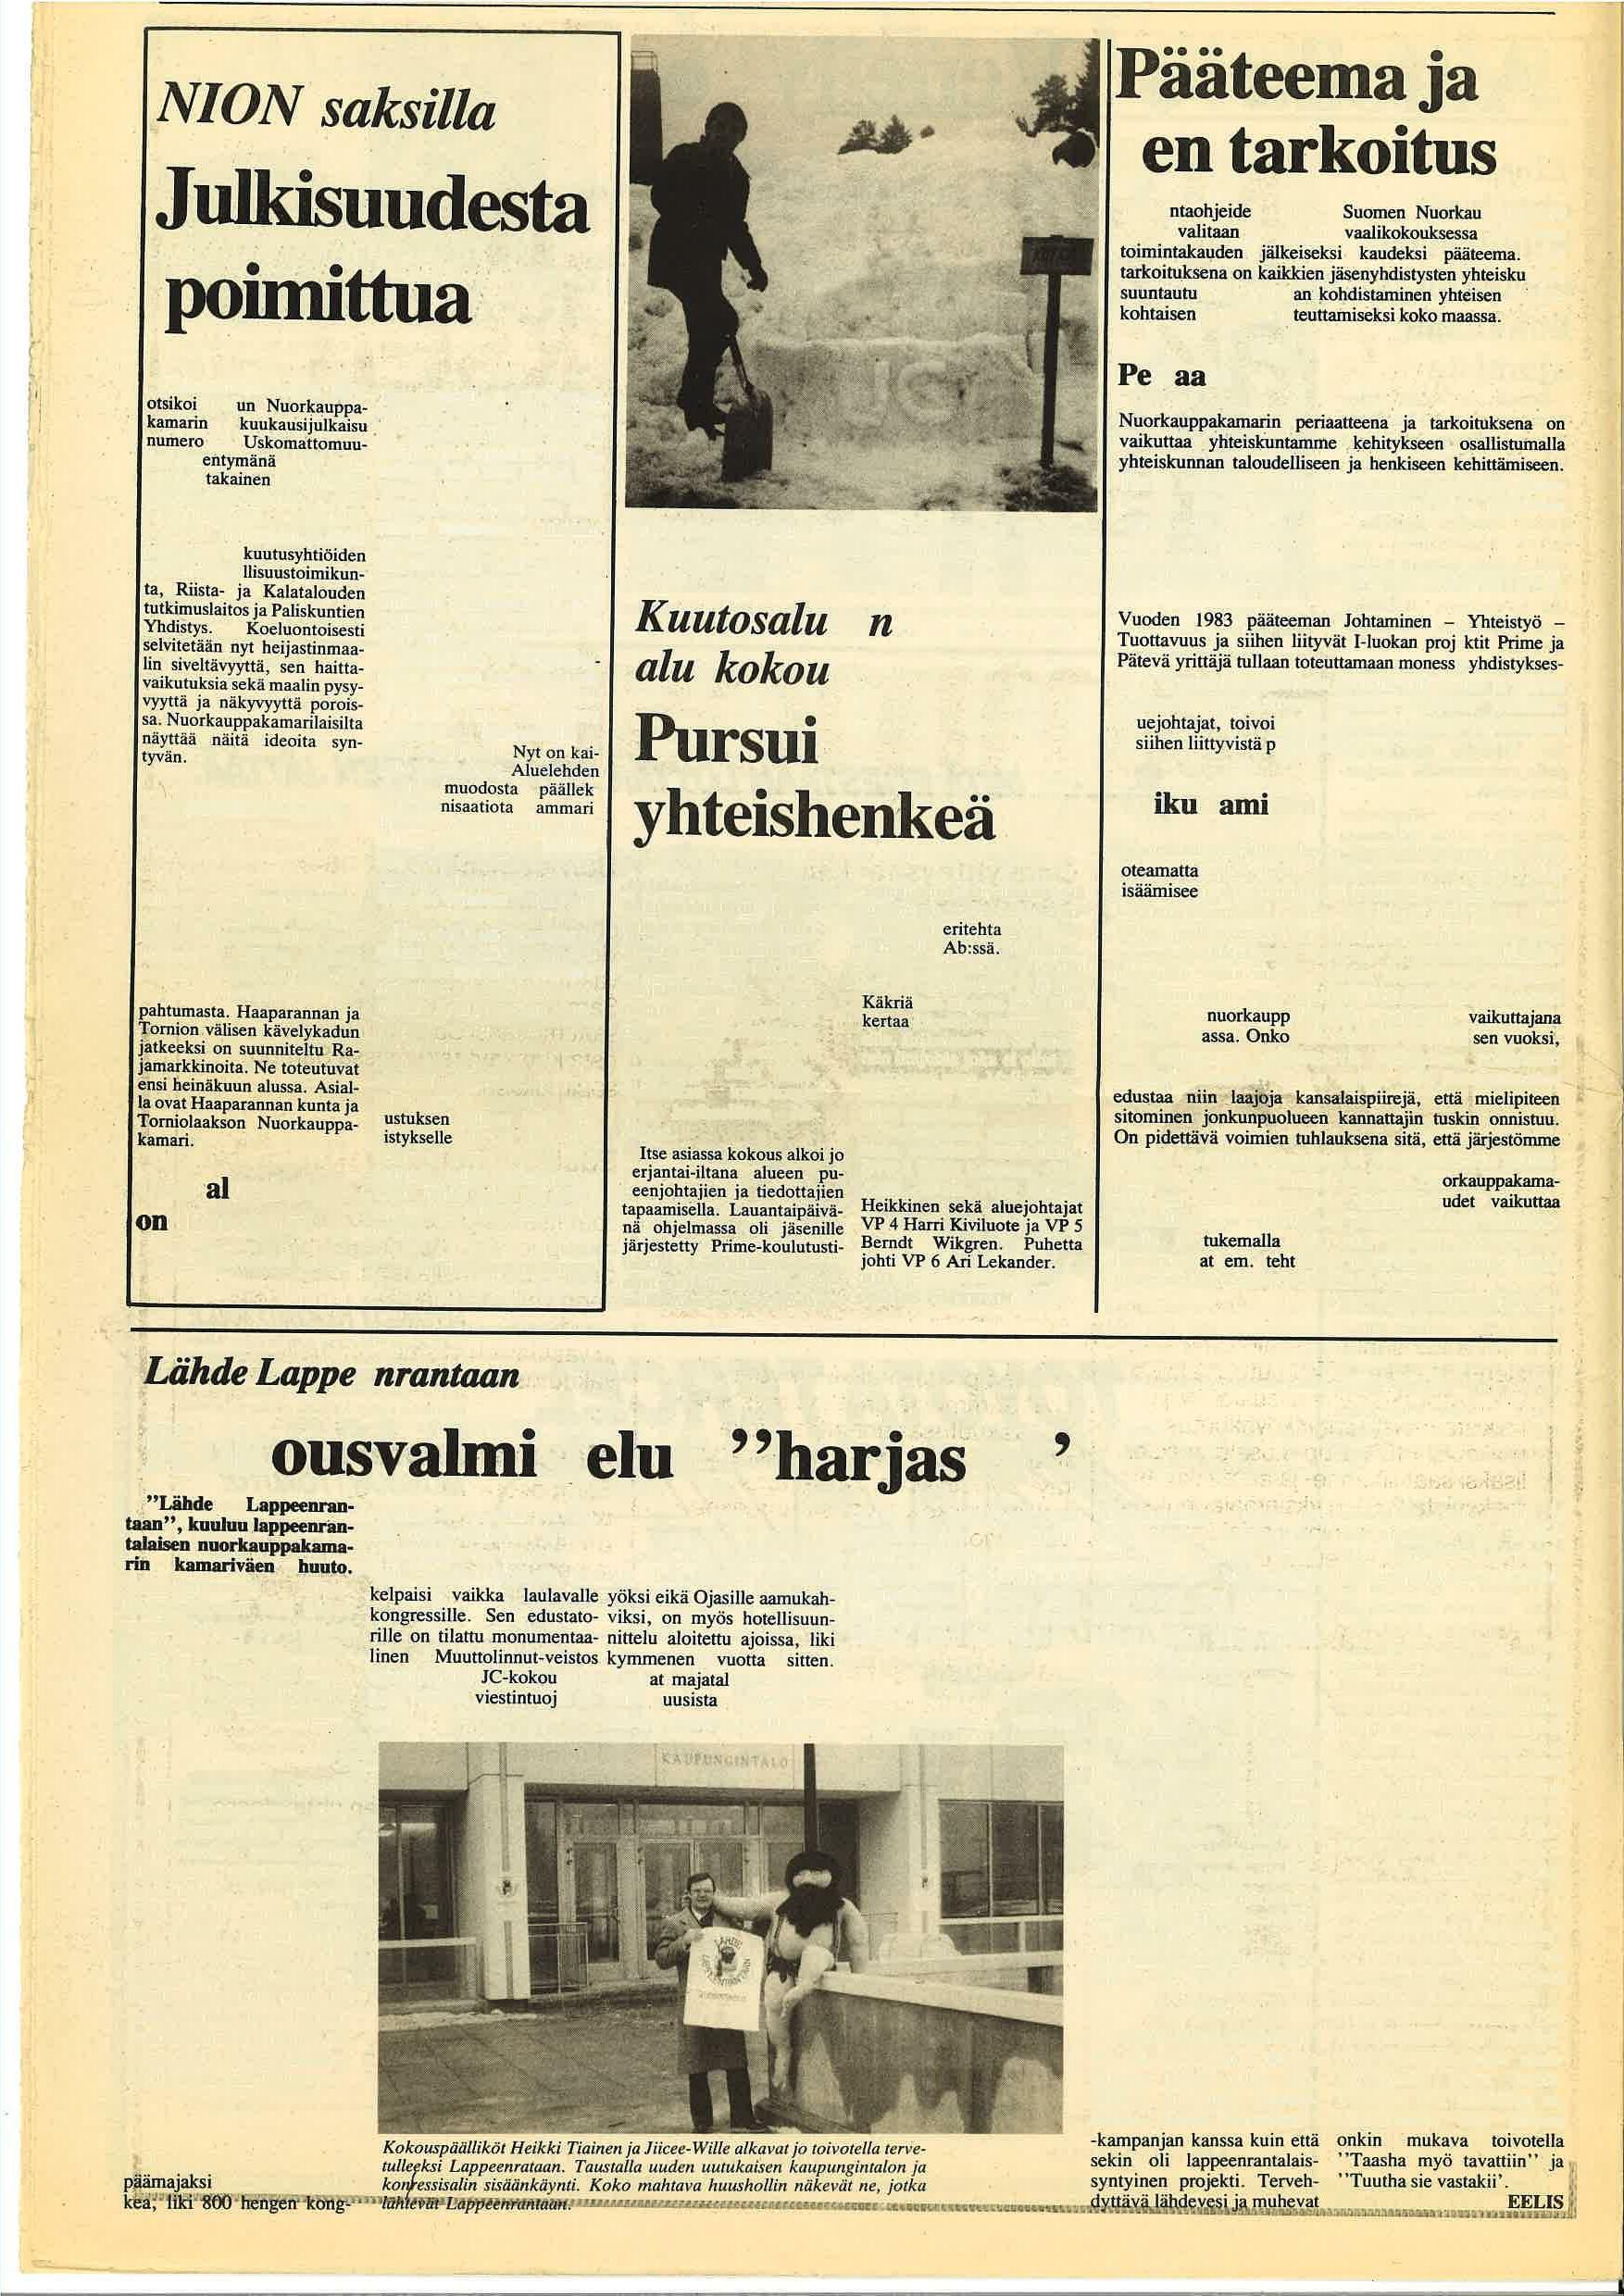 NION saksilla
Julkisuudesta
poimittua
otsikoi un Nuorkauppa-
kamarin kuukausijulkaisu
numero Uskomattomuu-
entymänä
takainen
kuutusyhtiöiden
llisuustoimikun-
ta, Riista- ja Kalatalouden
tutkimuslaitos ja Paliskuntien
Yhdistys. Koeluontoisesti
selvitetään nyt heijastinmaa-
lin siveltävyyttä, sen haitta-
vaikutuksia sekä maalin pysy-
vyyttä ja näkyvyyttä porois-
sa. Nuorkauppakamarilaisilta
näyttää näitä ideoita syn-
tyvän.
pahtumasta. Haaparannan ja
Tornion välisen kävelykadun
jatkeeksi on suunniteltu Ra-
jamarkkinoita. Ne toteutuvat
ensi heinäkuun alussa. Asial-
la ovat Haaparannan kunta ja
Torniolaakson Nuorkauppa-
kamari.
al
on
Nyt on kai-
Aluelehden
muodosta päällek
nisaatiota ammari
ustuksen
istykselle
Kuutosalu n
alu kokou
Pursui
yhteishenkeä
Itse asiassa kokous alkoi jo
erjantai-iltana alueen pu-
eenjohtajien ja tiedottajien
tapaamisella. Lauantaipäivä-
nä ohjelmassa oli jäsenille
järjestetty Prime-koulutusti-
eritehta
Ab:ssä.
Käkriä
kertaa
Heikkinen sekä aluejohtajat
VP 4 Harri Kiviluote ja VP 5
Berndt Wikgren. Puhetta
johti VP 6 Ari Lekander.
Pääteema ja
en tarkoitus
ntaohjeide Suomen Nuorkau
valitaan vaalikokouksessa
toimintakauden jälkeiseksi kaudeksi pääteema.
tarkoituksena on kaikkien jäsenyhdistysten yhteisku
suuntautu an kohdistaminen yhteisen
kohtaisen teuttamiseksi koko maassa.
Pe aa
Nuorkauppakamarin periaatteena ja tarkoituksena on
vaikuttaa yhteiskuntamme kehitykseen osallistumalla
yhteiskunnan taloudelliseen ja henkiseen kehittämiseen.
Vuoden 1983 pääteeman Johtaminen – Yhteistyö –
Tuottavuus ja siihen liityvät I-luokan proj ktit Prime ja
Pätevä yrittäjä tullaan toteuttamaan moness yhdistykses-
uejohtajat, toivoi
siihen liittyvistä p
iku ami
oteamatta
isäämisee
nuorkaupp vaikuttajana
assa. Onko sen vuoksi,
edustaa niin laajoja kansalaispiirejä, että mielipiteen
sitominen jonkunpuolueen kannattajin tuskin onnistuu.
On pidettävä voimien tuhlauksena sitä, että järjestömme
orkauppakama-
udet vaikuttaa
tukemalla
at em. teht
Lähde Lappe nrantaan
ousvalmi elu ”harjas ’
”Lähde Lappeenran-
taan”, kuuluu lappeenran-
talaisen nuorkauppakama-
rin kamariväen huuto.
päämajaksi
kea, liki 800 hengen kong-
kelpaisi vaikka laulavalle
kongressille. Sen edustato-
rille on tilattu monumentaa-
linen Muuttolinnut-veistos
JC-kokou
viestintuoj
yöksi eikä Ojasille aamukah-
viksi, on myös hotellisuun-
nittelu aloitettu ajoissa, liki
kymmenen vuotta sitten.
at majatal
uusista
KAUPUNGINTALO
LÄHDE
LAPPEENRANTAAN
Kokouspäälliköt Heikki Tiainen ja Jiicee-Wille alkavat jo toivotella terve-
tulleeksi Lappeenrataan. Taustalla uuden uutukaisen kaupungintalon ja
konfessisalin sisäänkäynti. Koko mahtava huushollin näkevät ne, jotka
lähtevät Lappeenrantaan.
-kampanjan kanssa kuin että
sekin oli lappeenrantalais-
syntyinen projekti. Terveh-
dyttävä lähdevesi ja muhevat
onkin mukava toivotella
”Taasha myö tavattiin” ja
”Tuutha sie vastakii’.
EELIS